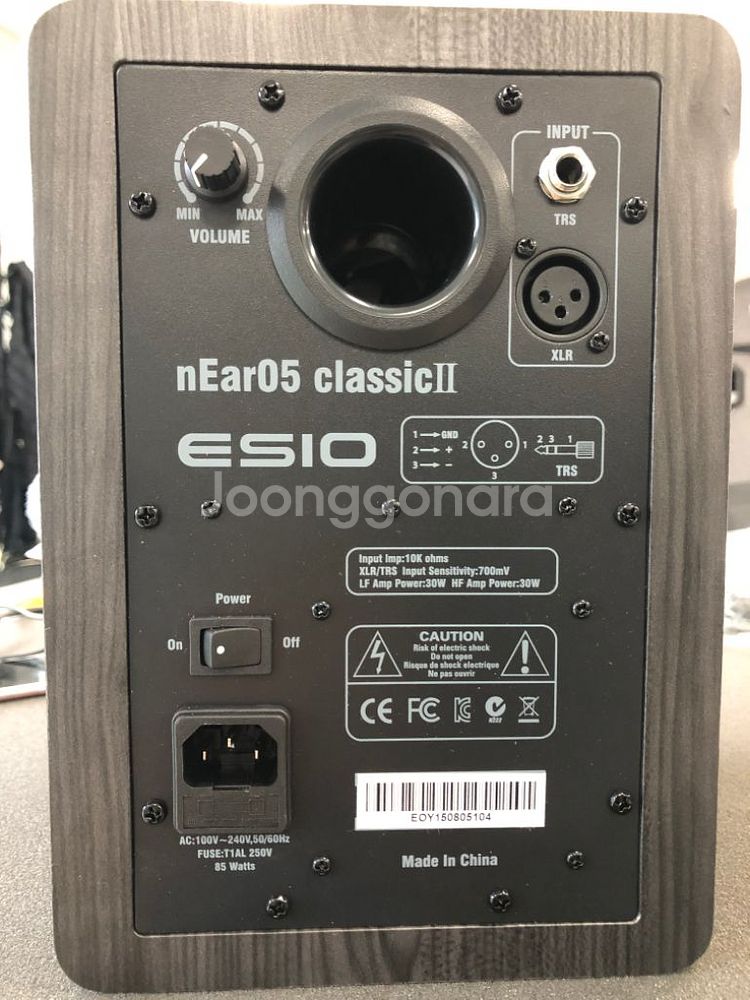 INPUT
MIN MAX
VOLUME
TRS
XLR
nEar05 classicII
ESIO
1 GND
2 +
3 −
2 1
3
2 3 1
TRS
loonggonara
Input Imp:10K ohms
XLR/TRS Input Sensitivity:700mV
LF Amp Power:30W HF Amp Power:30W
Power
On Off
CAUTION
Risk of electric shock
Do not open
Risque de shock electrique
Ne pas ouvrir
CE FC
N222
EOY150805104
AC:100V~240V,50/60Hz
FUSE:T1AL 250V
85 Watts
Made In China